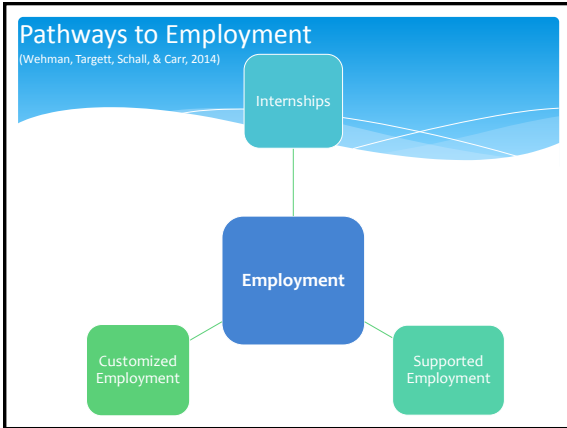 Pathways to Employment
(Wehman, Targett, Schall, & Carr, 2014)
Internships
Employment
Customized
Employment
Supported
Employment